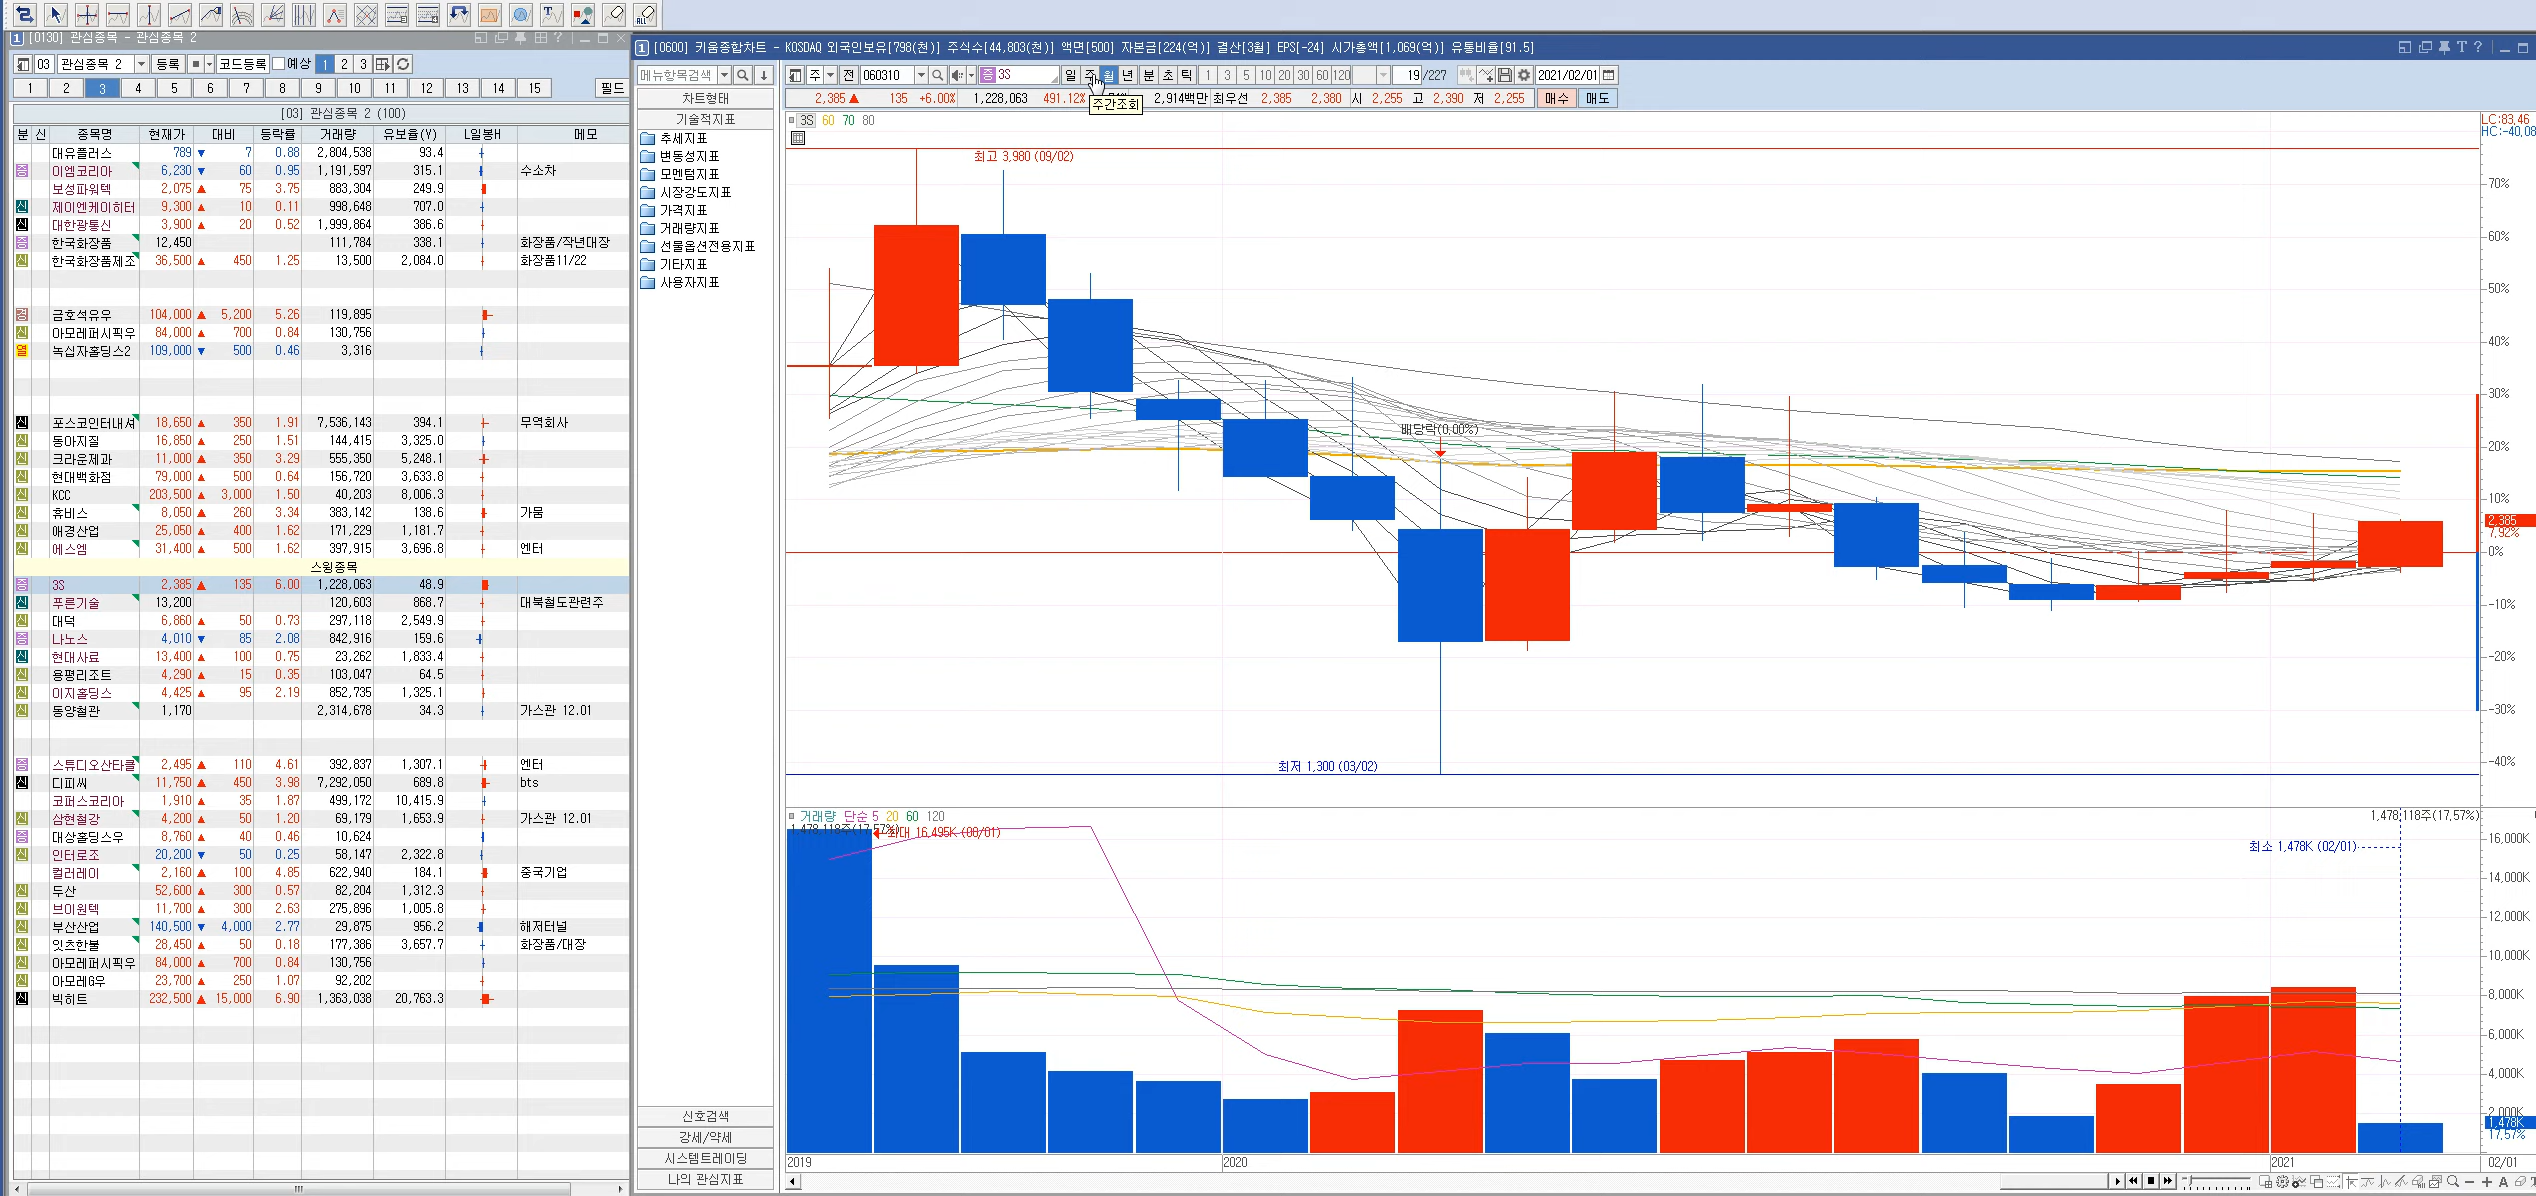 [0130] 관심종목 - 관심종목 2
03 관심종목 2 등록 코드등록 예상 1 2 3
1 2 3 4 5 6 7 8 9 10 11 12 13 14 15 필드
[03] 관심종목 2 (100)
분 신 종목명 현재가 대비 등락률 거래량 유보율(Y) L일봉H 메모
대유플러스 789 ▼ 7 0.88 2,804,538 93.4
증 이엠코리아 6,230 ▼ 60 0.95 1,191,597 315.1 수소차
보성파워텍 2,075 ▲ 75 3.75 883,304 249.9
신 제이엔케이히터 9,300 ▲ 10 0.11 998,648 707.0
신 대한광통신 3,900 ▲ 20 0.52 1,999,864 386.6
증 한국화장품 12,450 111,784 338.1 화장품/작년대장
신 한국화장품제조 36,500 ▲ 450 1.25 13,500 2,084.0 화장품11/22
경 금호석유우 104,000 ▲ 5,200 5.26 119,895
신 아모레퍼시픽우 84,000 ▲ 700 0.84 130,756
열 녹십자홀딩스2 109,000 ▼ 500 0.46 3,316
신 포스코인터내셔 18,650 ▲ 350 1.91 7,536,143 394.1 무역회사
신 동아지질 16,850 ▲ 250 1.51 144,415 3,325.0
신 크라운제과 11,000 ▲ 350 3.29 555,350 5,248.1
신 현대백화점 79,000 ▲ 500 0.64 156,720 3,633.8
신 KCC 203,500 ▲ 3,000 1.50 40,203 8,006.3
신 휴비스 8,050 ▲ 260 3.34 383,142 138.6 가뭄
신 애경산업 25,050 ▲ 400 1.62 171,229 1,181.7
신 에스엠 31,400 ▲ 500 1.62 397,915 3,696.8 엔터
스윙종목
증 3S 2,385 ▲ 135 6.00 1,228,063 48.9
신 푸른기술 13,200 120,603 868.7 대북철도관련주
신 대덕 6,860 ▲ 50 0.73 297,118 2,549.9
증 나노스 4,010 ▼ 85 2.08 842,916 159.6
신 현대사료 13,400 ▲ 100 0.75 23,262 1,833.4
신 용평리조트 4,290 ▲ 15 0.35 103,047 64.5
신 이지홀딩스 4,425 ▲ 95 2.19 852,735 1,325.1
신 동양철관 1,170 2,314,678 34.3 가스관 12.01
증 스튜디오산타클 2,495 ▲ 110 4.61 392,837 1,307.1 엔터
신 디피씨 11,750 ▲ 450 3.98 7,292,050 689.8 bts
코퍼스코리아 1,910 ▲ 35 1.87 499,172 10,415.9
신 삼현철강 4,200 ▲ 50 1.20 69,179 1,653.9 가스관 12.01
증 대상홀딩스우 8,760 ▲ 40 0.46 10,624
신 인터로조 20,200 ▼ 50 0.25 58,147 2,322.8
컬러레이 2,160 ▲ 100 4.85 622,940 184.1 중국기업
신 두산 52,600 ▲ 300 0.57 82,204 1,312.3
신 브이원텍 11,700 ▲ 300 2.63 275,896 1,005.8
신 부산산업 140,500 ▼ 4,000 2.77 29,875 956.2 해저터널
신 잇츠한불 28,450 ▲ 50 0.18 177,386 3,657.7 화장품/대장
신 아모레퍼시픽우 84,000 ▲ 700 0.84 130,756
신 아모레G우 23,700 ▲ 250 1.07 92,202
신 빅히트 232,500 ▲ 15,000 6.90 1,363,038 20,763.3
[0600] 키움종합차트 - KOSDAQ 외국인보유[798(천)] 주식수[44,803(천)] 액면[500] 자본금[224(억)] 결산[3월] EPS[-24] 시가총액[1,069(억)] 유통비율[91.5]
메뉴항목검색 주 전 060310 증 3S 일 주 월 년 분 초 틱 1 3 5 10 20 30 60 120 19 /227 2021/02/01
2,385 ▲ 135 +6.00% 1,228,063 491.12% 2,914백만 최우선 2,385 2,380 시 2,255 고 2,390 저 2,255 매수 매도
주간조회
차트형태
기술적지표
추세지표
변동성지표
모멘텀지표
시장강도지표
가격지표
거래량지표
선물옵션전용지표
기타지표
사용자지표
신호검색
강세/약세
시스템트레이딩
나의 관심지표
3S 60 70 80
LC:83,46
HC:-40,08
최고 3,980 (09/02)
배당락(0,00%)
최저 1,300 (03/02)
70%
60%
50%
40%
30%
20%
10%
2,385
7,92%
0%
-10%
-20%
-30%
-40%
거래량 단순 5 20 60 120
1,478,118주(17,57%)
1,478,118주(17,57%)
최대 16,495K (08/01)
최소 1,478K (02/01)
16,000K
14,000K
12,000K
10,000K
8,000K
6,000K
4,000K
2,000K
1,478K
17,57%
2019 2020 2021 02/01